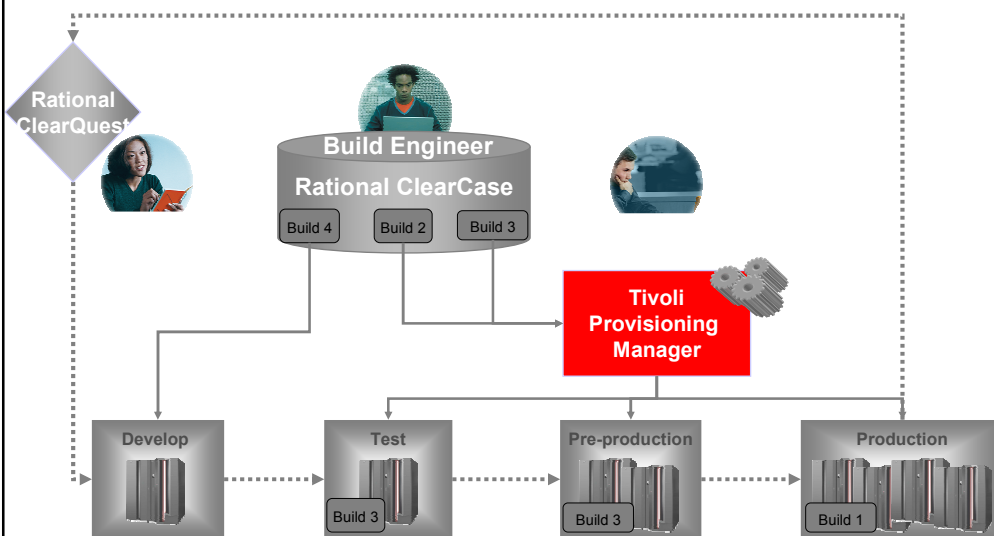 Rational
ClearQuest
Build Engineer
Rational ClearCase
Build 4
Build 2
Build 3
Tivoli
Provisioning
Manager
Develop
Test
Build 3
Pre-production
Build 3
Production
Build 1